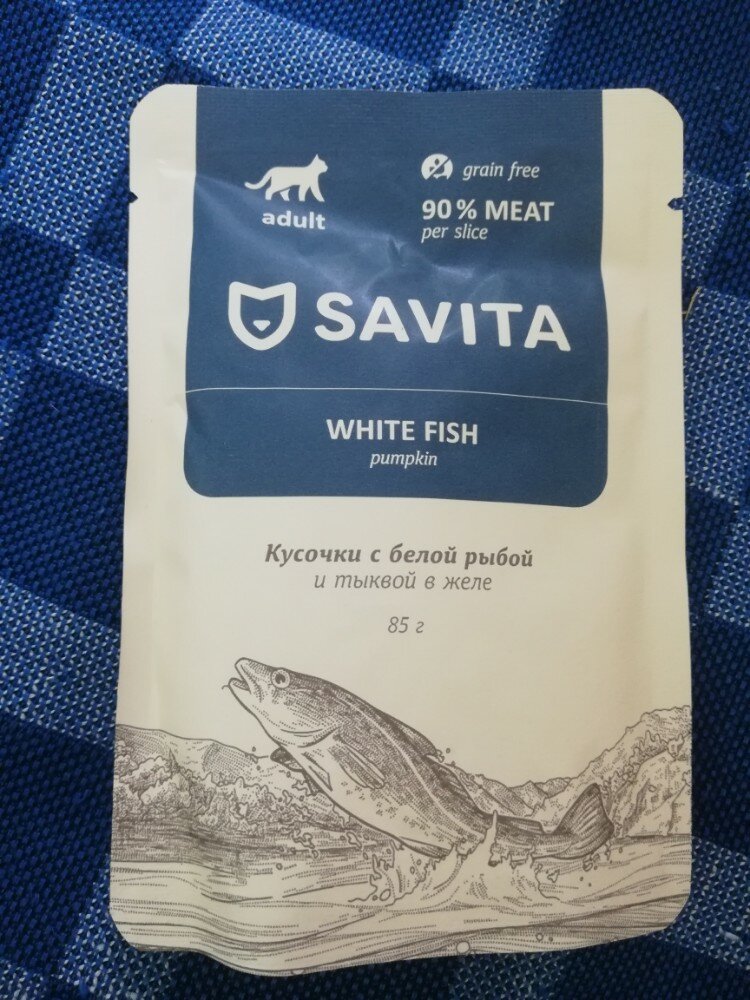 adult
grain free
90% MEAT
per slice
SAVITA
WHITE FISH
pumpkin
Кусочки с белой рыбой
и тыквой в желе
85 г